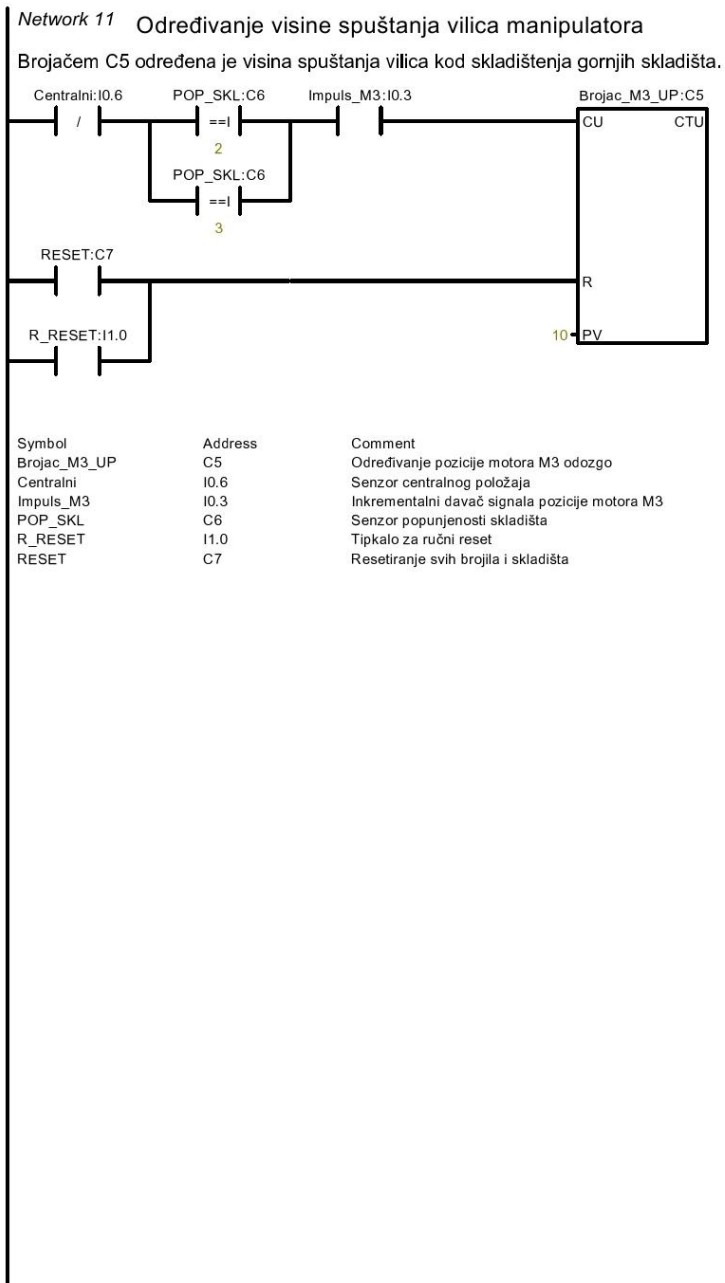 Network 11 Određivanje visine spuštanja vilica manipulatora
Brojačem C5 određena je visina spuštanja vilica kod skladištenja gornjih skladišta.
Centralni:I0.6 POP_SKL:C6 Impuls_M3:I0.3 Brojac_M3_UP:C5
/ ==I CU CTU
2
POP_SKL:C6
==I
3
RESET:C7
R
R_RESET:I1.0
10 PV
Symbol Address Comment
Brojac_M3_UP C5 Određivanje pozicije motora M3 odozgo
Centralni I0.6 Senzor centralnog položaja
Impuls_M3 I0.3 Inkrementalni davač signala pozicije motora M3
POP_SKL C6 Senzor popunjenosti skladišta
R_RESET I1.0 Tipkalo za ručni reset
RESET C7 Resetiranje svih brojila i skladišta